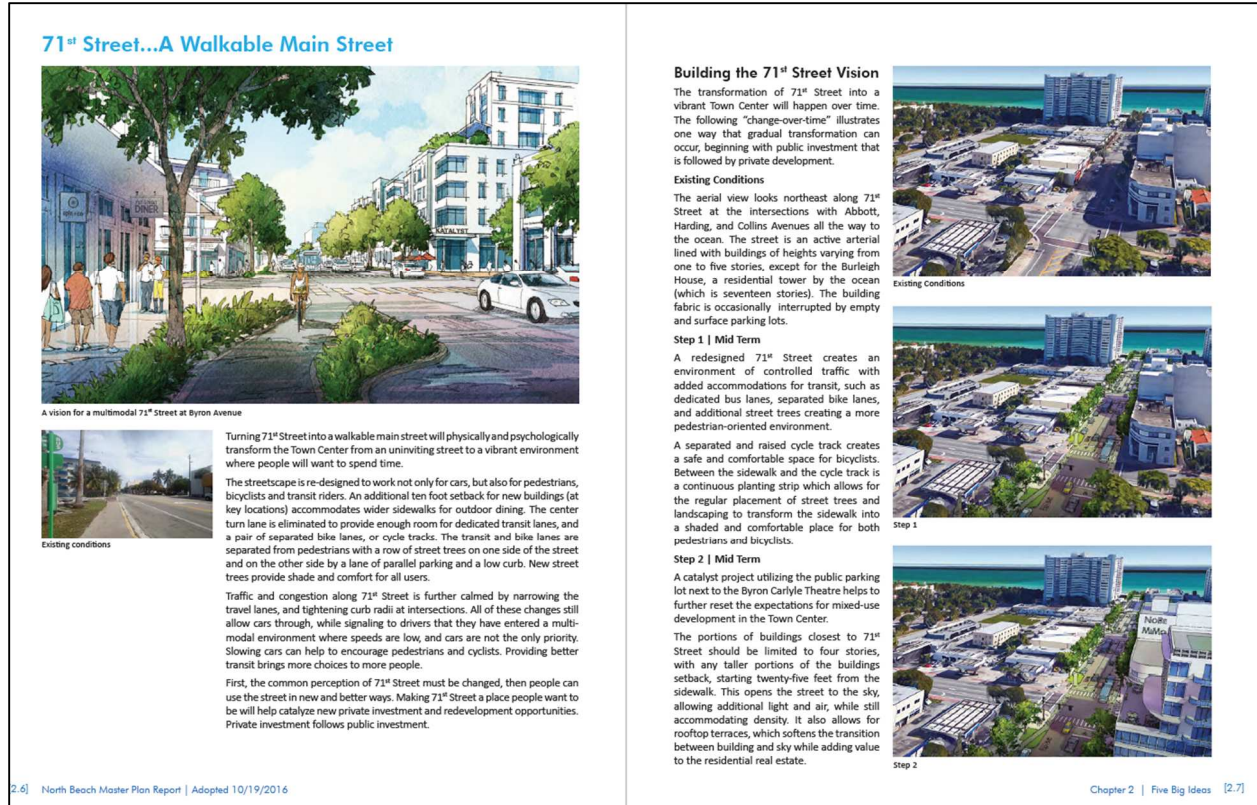 71st Street...A Walkable Main Street
DINER
KATALYST
A vision for a multimodal 71st Street at Byron Avenue
Existing conditions
Turning 71st Street into a walkable main street will physically and psychologically
transform the Town Center from an uninviting street to a vibrant environment
where people will want to spend time.
The streetscape is re-designed to work not only for cars, but also for pedestrians,
bicyclists and transit riders. An additional ten foot setback for new buildings (at
key locations) accommodates wider sidewalks for outdoor dining. The center
turn lane is eliminated to provide enough room for dedicated transit lanes, and
a pair of separated bike lanes, or cycle tracks. The transit and bike lanes are
separated from pedestrians with a row of street trees on one side of the street
and on the other side by a lane of parallel parking and a low curb. New street
trees provide shade and comfort for all users.
Traffic and congestion along 71st Street is further calmed by narrowing the
travel lanes, and tightening curb radii at intersections. All of these changes still
allow cars through, while signaling to drivers that they have entered a multi-
modal environment where speeds are low, and cars are not the only priority.
Slowing cars can help to encourage pedestrians and cyclists. Providing better
transit brings more choices to more people.
First, the common perception of 71st Street must be changed, then people can
use the street in new and better ways. Making 71st Street a place people want to
be will help catalyze new private investment and redevelopment opportunities.
Private investment follows public investment.
2.6] North Beach Master Plan Report | Adopted 10/19/2016
Building the 71st Street Vision
The transformation of 71st Street into a
vibrant Town Center will happen over time.
The following "change-over-time" illustrates
one way that gradual transformation can
occur, beginning with public investment that
is followed by private development.
Existing Conditions
The aerial view looks northeast along 71st
Street at the intersections with Abbott,
Harding, and Collins Avenues all the way to
the ocean. The street is an active arterial
lined with buildings of heights varying from
one to five stories, except for the Burleigh
House, a residential tower by the ocean
(which is seventeen stories). The building
fabric is occasionally interrupted by empty
and surface parking lots.
Step 1 | Mid Term
A redesigned 71st Street creates an
environment of controlled traffic with
added accommodations for transit, such as
dedicated bus lanes, separated bike lanes,
and additional street trees creating a more
pedestrian-oriented environment.
A separated and raised cycle track creates
a safe and comfortable space for bicyclists.
Between the sidewalk and the cycle track is
a continuous planting strip which allows for
the regular placement of street trees and
landscaping to transform the sidewalk into
a shaded and comfortable place for both
pedestrians and bicyclists.
Step 2 | Mid Term
A catalyst project utilizing the public parking
lot next to the Byron Carlyle Theatre helps to
further reset the expectations for mixed-use
development in the Town Center.
The portions of buildings closest to 71st
Street should be limited to four stories,
with any taller portions of the buildings
setback, starting twenty-five feet from the
sidewalk. This opens the street to the sky,
allowing additional light and air, while still
accommodating density. It also allows for
rooftop terraces, which softens the transition
between building and sky while adding value
to the residential real estate.
Existing Conditions
Step 1
NoBe
MiMo
Step 2
Chapter 2 | Five Big Ideas [2.7]